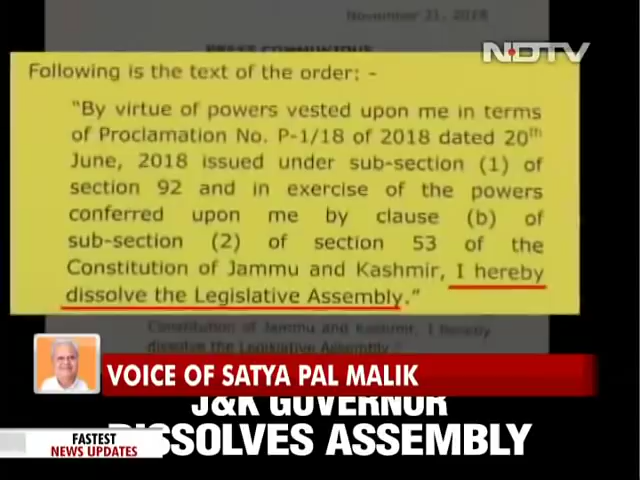 November 21, 2018
PRESS COMMUNIQUE
NDTV
Following is the text of the order: -
"By virtue of powers vested upon me in terms
of Proclamation No. P-1/18 of 2018 dated 20th
June, 2018 issued under sub-section (1) of
section 92 and in exercise of the powers
conferred upon me by clause (b) of
sub-section (2) of section 53 of the
Constitution of Jammu and Kashmir, I hereby
dissolve the Legislative Assembly."
Constitution of Jammu and Kashmir, I hereby
dissolve the Legislative Assembly."
VOICE OF SATYA PAL MALIK
J&K GOVERNOR
DISSOLVES ASSEMBLY
FASTEST
NEWS UPDATES